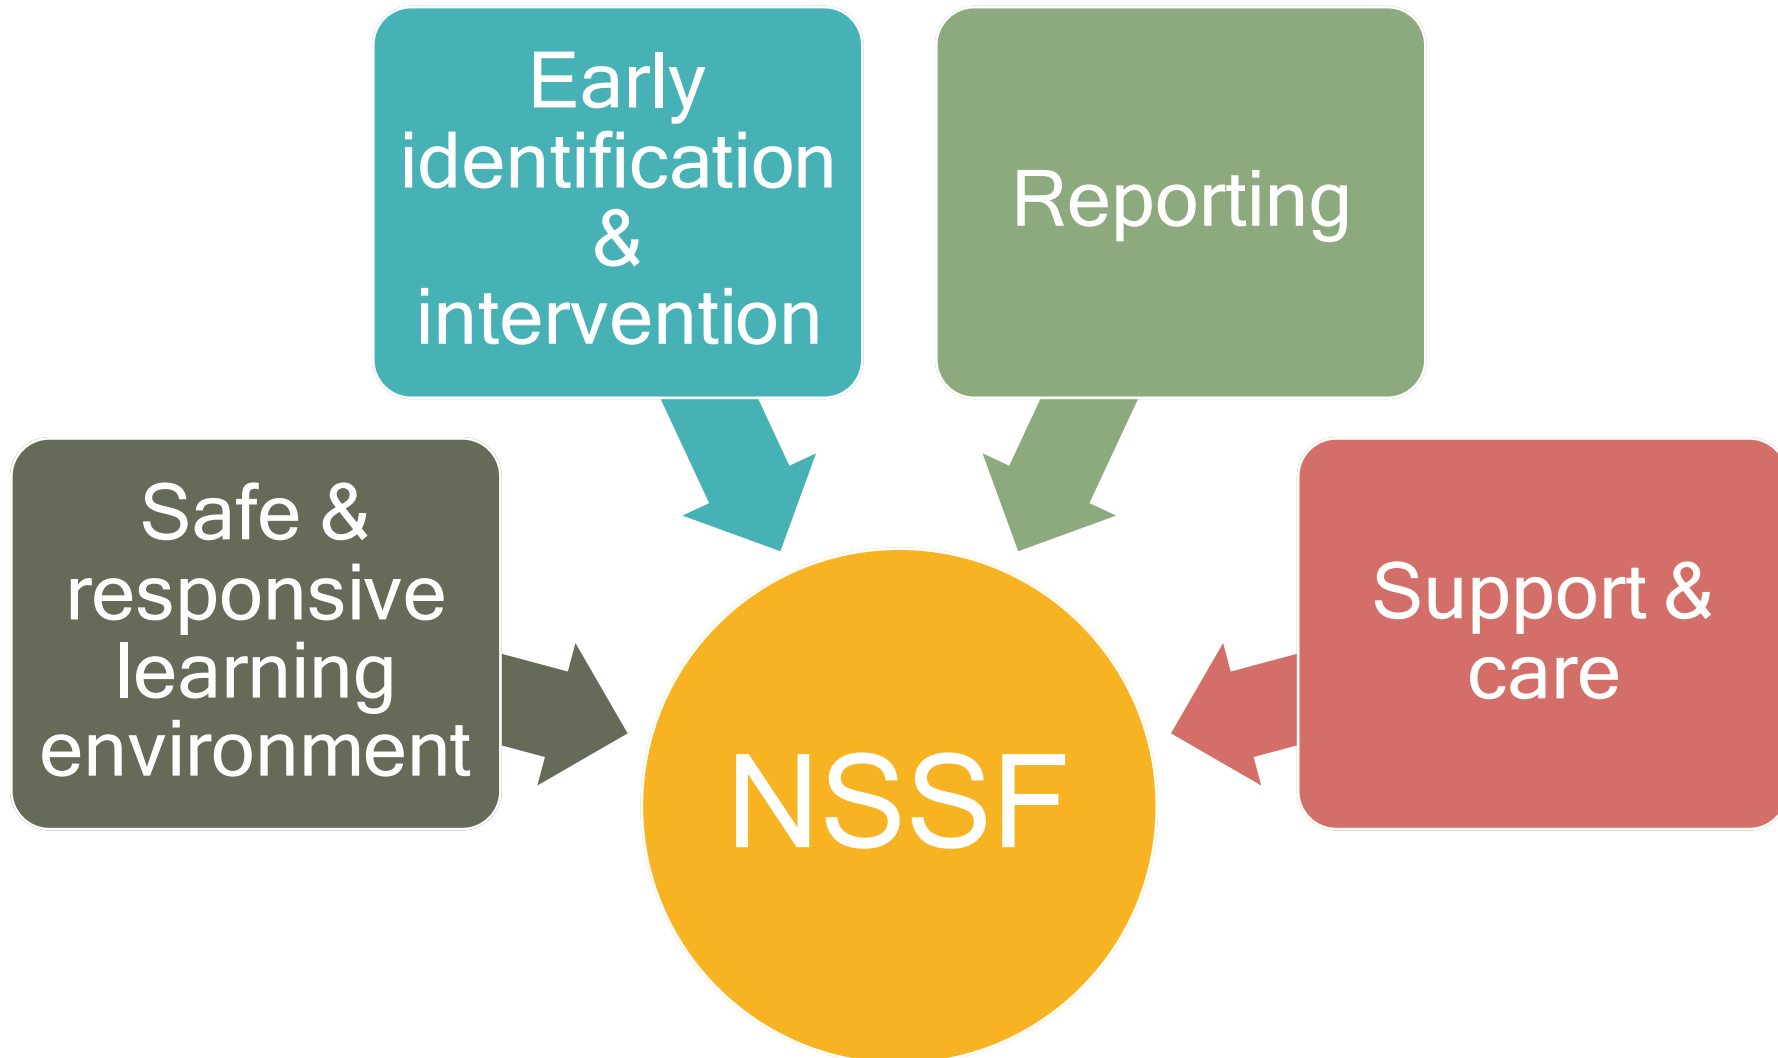 Early
identification
&
intervention
Reporting
Safe &
responsive
learning
environment
Support &
care
NSSF